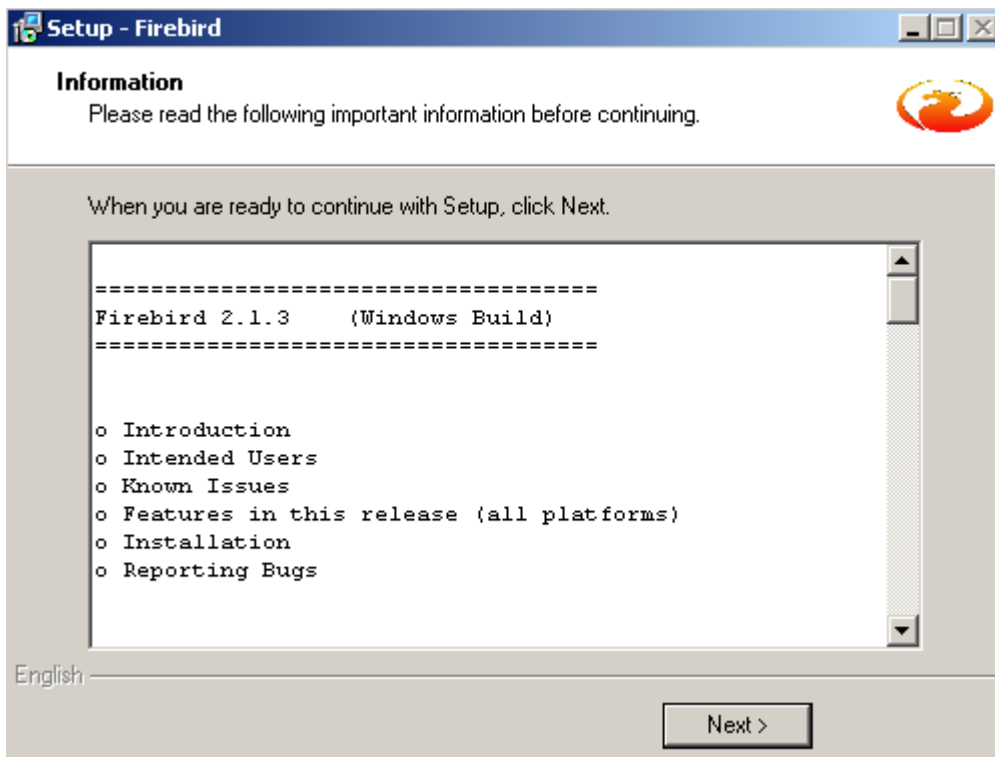 Setup - Firebird
Information
Please read the following important information before continuing.
When you are ready to continue with Setup, click Next.
====================================
Firebird 2.1.3    (Windows Build)
====================================
o Introduction
o Intended Users
o Known Issues
o Features in this release (all platforms)
o Installation
o Reporting Bugs
English
Next >